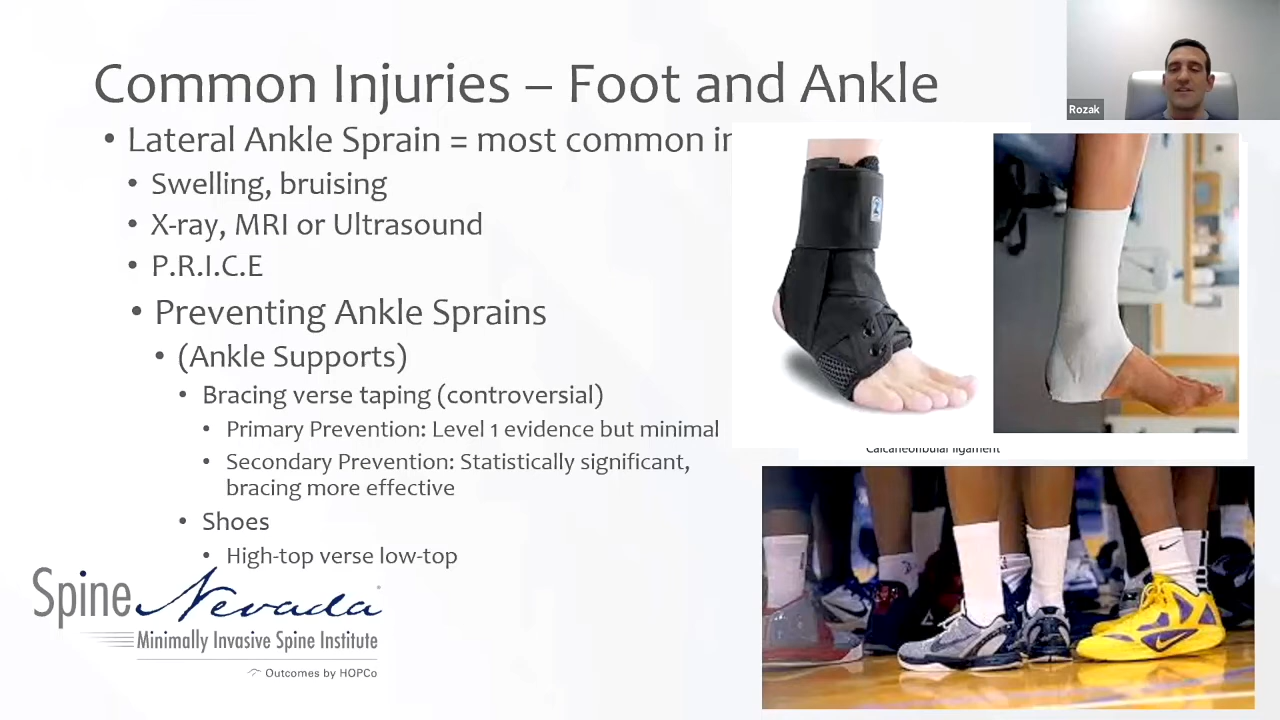 Common Injuries – Foot and Ankle
Rozak
• Lateral Ankle Sprain = most common
• Swelling, bruising
• X-ray, MRI or Ultrasound
• P.R.I.C.E
• Preventing Ankle Sprains
• (Ankle Supports)
• Bracing verse taping (controversial)
• Primary Prevention: Level 1 evidence but minimal
• Secondary Prevention: Statistically significant,
bracing more effective
Calcaneofibular ligament
• Shoes
• High-top verse low-top
Spine Nevada
Minimally Invasive Spine Institute
Outcomes by HOPCo